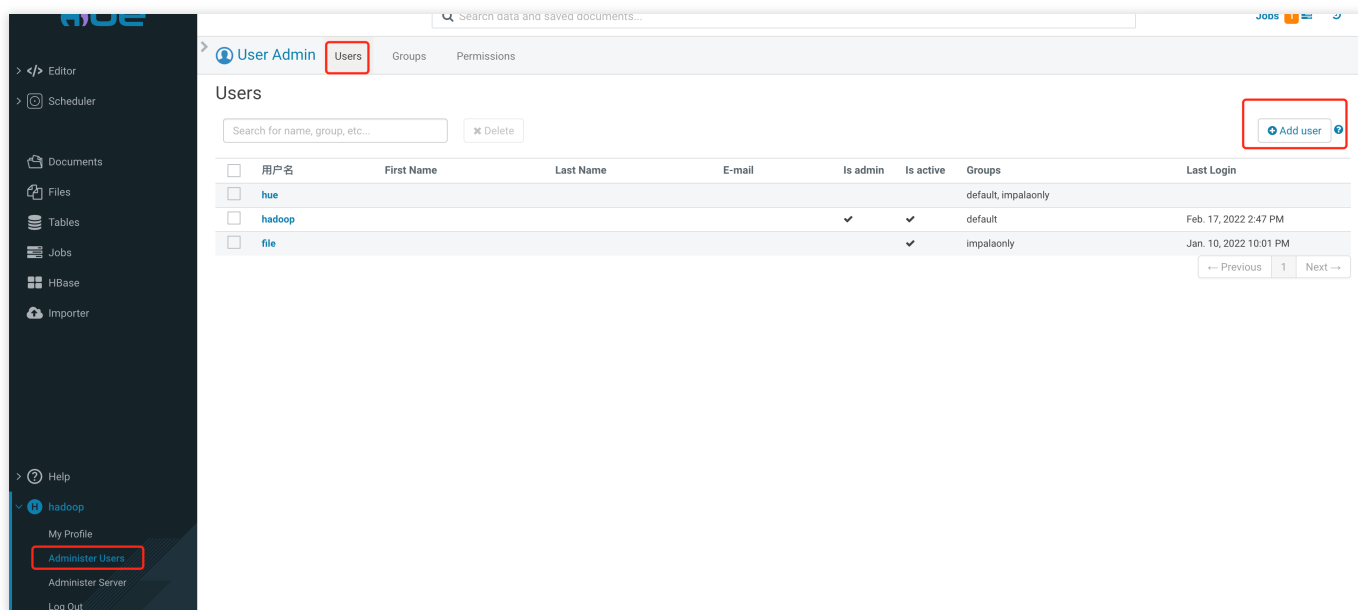 HUE
Search data and saved documents...
Jobs 1
User Admin Users Groups Permissions
Editor
Scheduler
Documents
Files
Tables
Jobs
HBase
Importer
Help
H hadoop
My Profile
Administer Users
Administer Server
Log Out
Users
Search for name, group, etc... Delete Add user
用户名 First Name Last Name E-mail Is admin Is active Groups Last Login
hue default, impalaonly
hadoop default Feb. 17, 2022 2:47 PM
file impalaonly Jan. 10, 2022 10:01 PM
← Previous 1 Next →